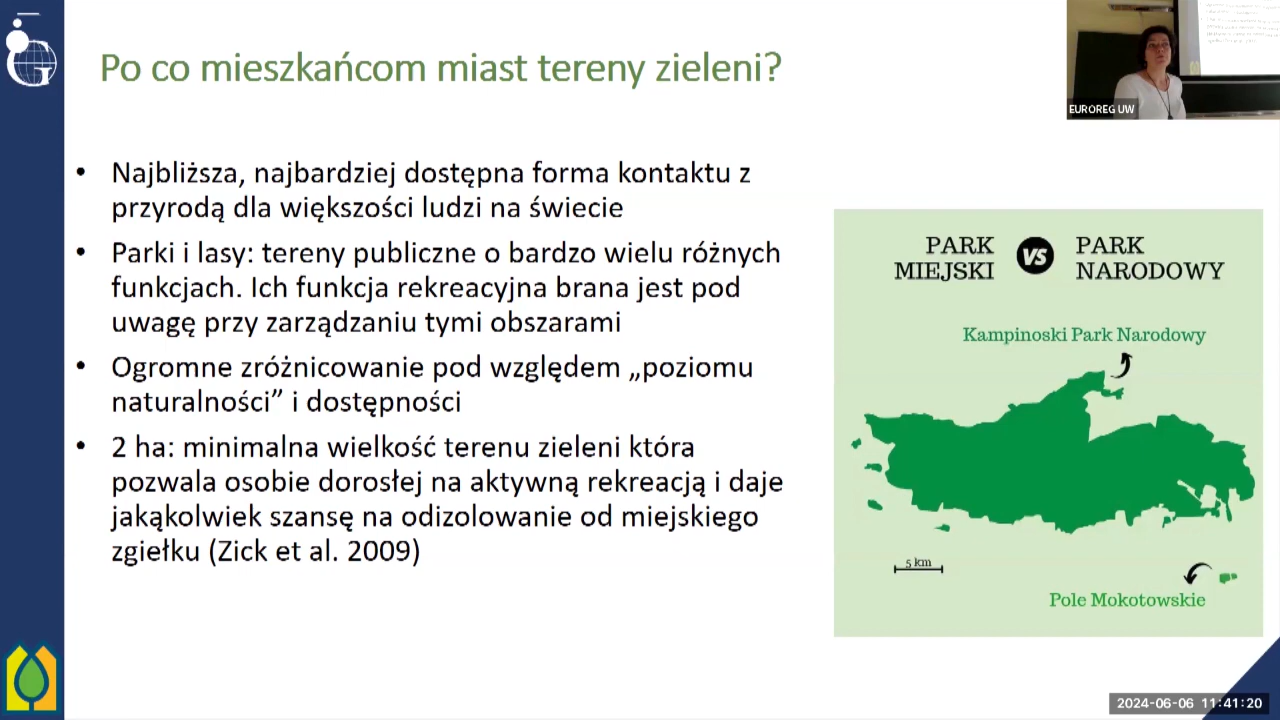 Po co mieszkańcom miast tereny zieleni?
EUROREG UW
• Najbliższa, najbardziej dostępna forma kontaktu z
przyrodą dla większości ludzi na świecie
• Parki i lasy: tereny publiczne o bardzo wielu różnych
funkcjach. Ich funkcja rekreacyjna brana jest pod
uwagę przy zarządzaniu tymi obszarami
• Ogromne zróżnicowanie pod względem „poziomu
naturalności” i dostępności
• 2 ha: minimalna wielkość terenu zieleni która
pozwala osobie dorosłej na aktywną rekreację i daje
jakąkolwiek szansę na odizolowanie od miejskiego
zgiełku (Zick et al. 2009)
PARK
MIEJSKI
VS
PARK
NARODOWY
Kampinoski Park Narodowy
5 km
Pole Mokotowskie
2024-06-06 11:41:20